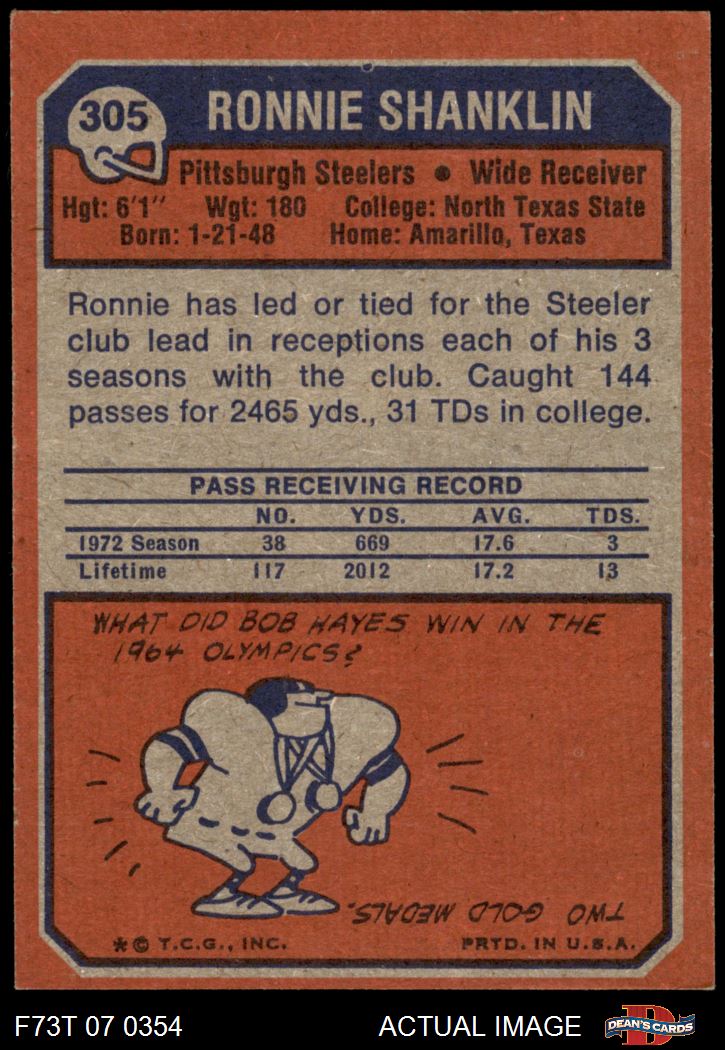 305
RONNIE SHANKLIN
Pittsburgh Steelers ● Wide Receiver
Hgt: 6'1" Wgt: 180 College: North Texas State
Born: 1-21-48 Home: Amarillo, Texas
Ronnie has led or tied for the Steeler
club lead in receptions each of his 3
seasons with the club. Caught 144
passes for 2465 yds., 31 TDs in college.
PASS RECEIVING RECORD
NO. YDS. AVG. TDS.
1972 Season 38 669 17.6 3
Lifetime 117 2012 17.2 13
WHAT DID BOB HAYES WIN IN THE
1964 OLYMPICS?
TWO GOLD MEDALS.
*© T.C.G., INC. PRTD. IN U.S.A.
F73T 07 0354 ACTUAL IMAGE
D
DEAN'S CARDS